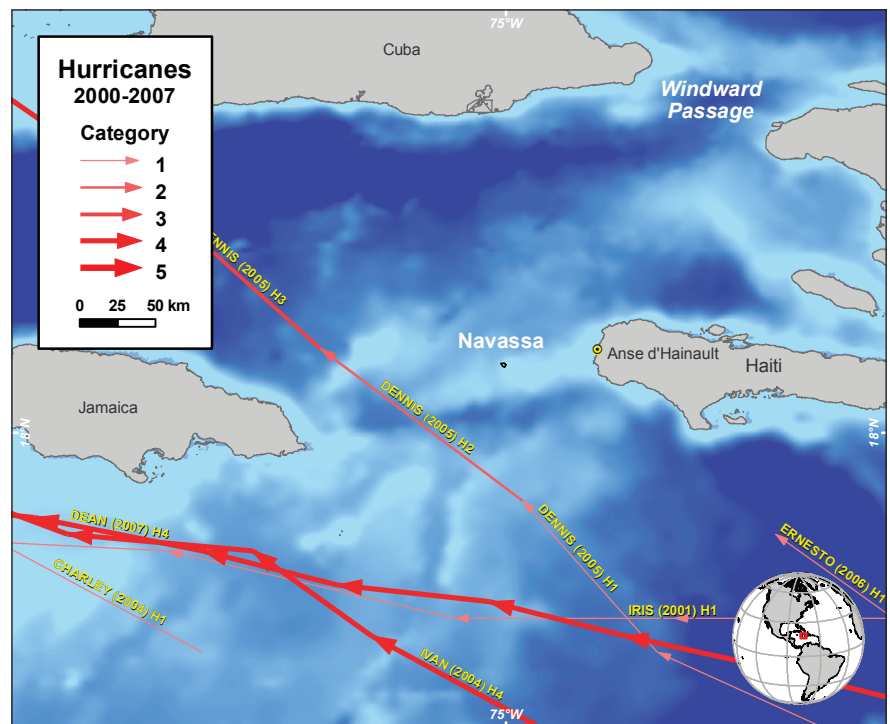 75°W
Cuba
Hurricanes
2000-2007
Category
1
2
3
4
5
0 25 50 km
Windward
Passage
ENNIS (2005) H3
Navassa
Anse d'Hainault
Haiti
Jamaica
DENNIS (2005) H2
18°N
18°N
DENNIS (2005) H1
DEAN (2007) H4
ERNESTO (2006) H1
CHARLEY (2004) H1
IRIS (2001) H1
IVAN (2004) H4
75°W